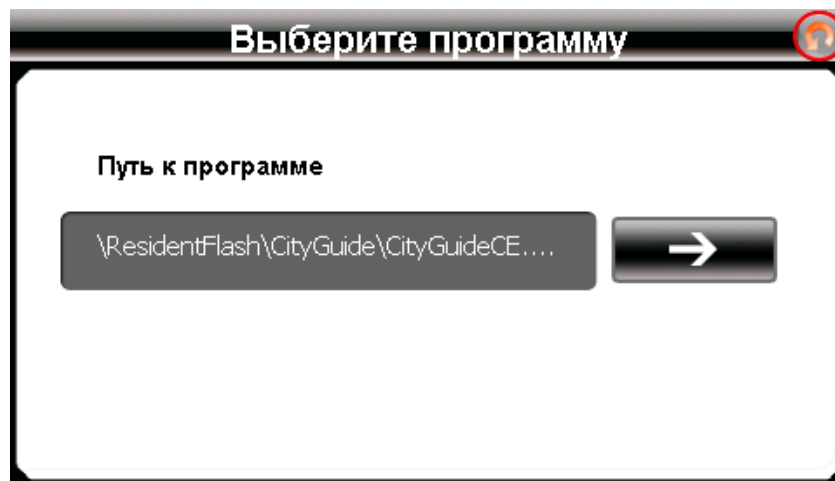 Выберите программу
Путь к программе
\ResidentFlash\CityGuide\CityGuideCE....